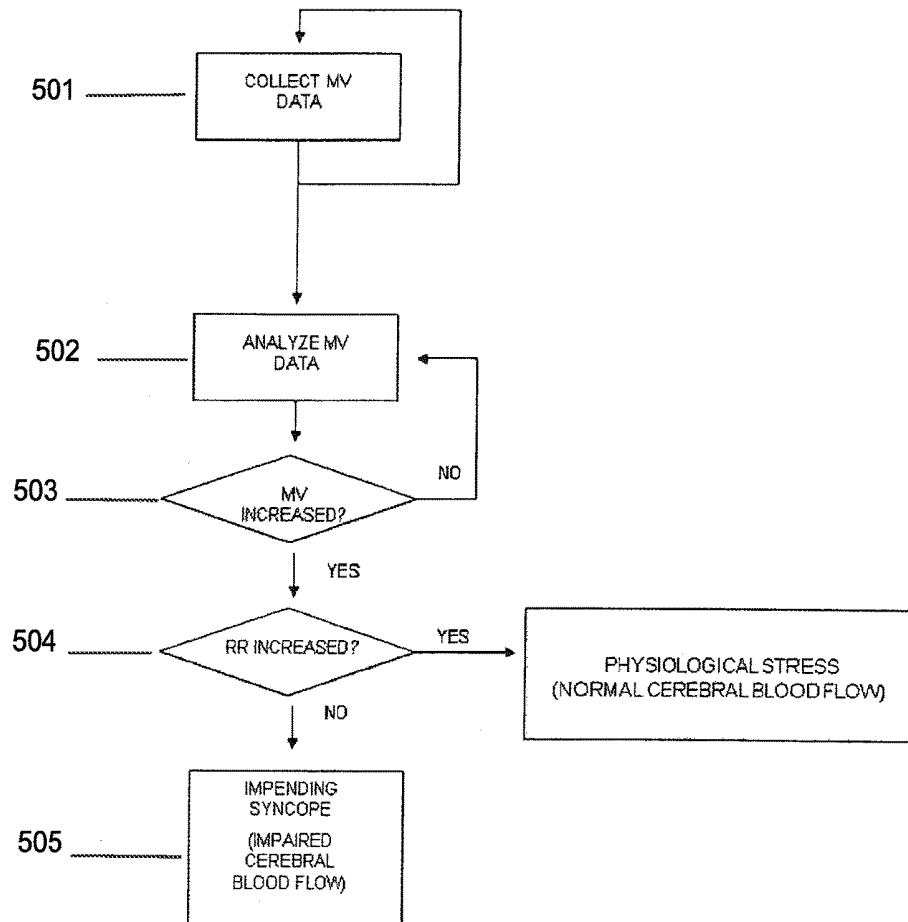 501
COLLECT MV
DATA
502
ANALYZE MV
DATA
503
MV
INCREASED?
NO
YES
504
RR INCREASED?
YES
PHYSIOLOGICAL STRESS
(NORMAL CEREBRAL BLOOD FLOW)
NO
505
IMPENDING
SYNCOPE
(IMPAIRED
CEREBRAL
BLOOD FLOW)